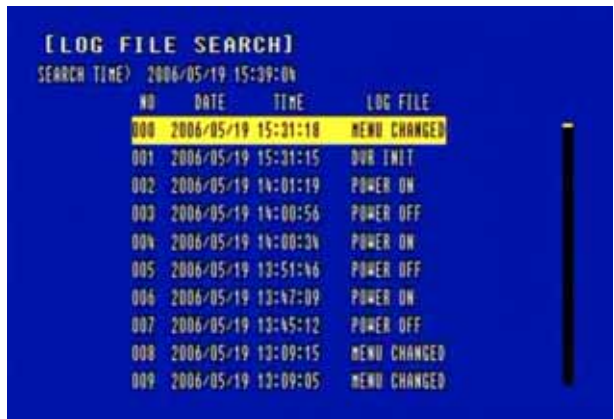 [LOG FILE SEARCH]
SEARCH TIME) 2006/05/19 15:39:04
NO DATE TIME LOG FILE
000 2006/05/19 15:31:18 MENU CHANGED
001 2006/05/19 15:31:15 DVR INIT
002 2006/05/19 14:01:19 POWER ON
003 2006/05/19 14:00:56 POWER OFF
004 2006/05/19 14:00:34 POWER ON
005 2006/05/19 13:51:46 POWER OFF
006 2006/05/19 13:47:09 POWER ON
007 2006/05/19 13:45:12 POWER OFF
008 2006/05/19 13:09:15 MENU CHANGED
009 2006/05/19 13:09:05 MENU CHANGED